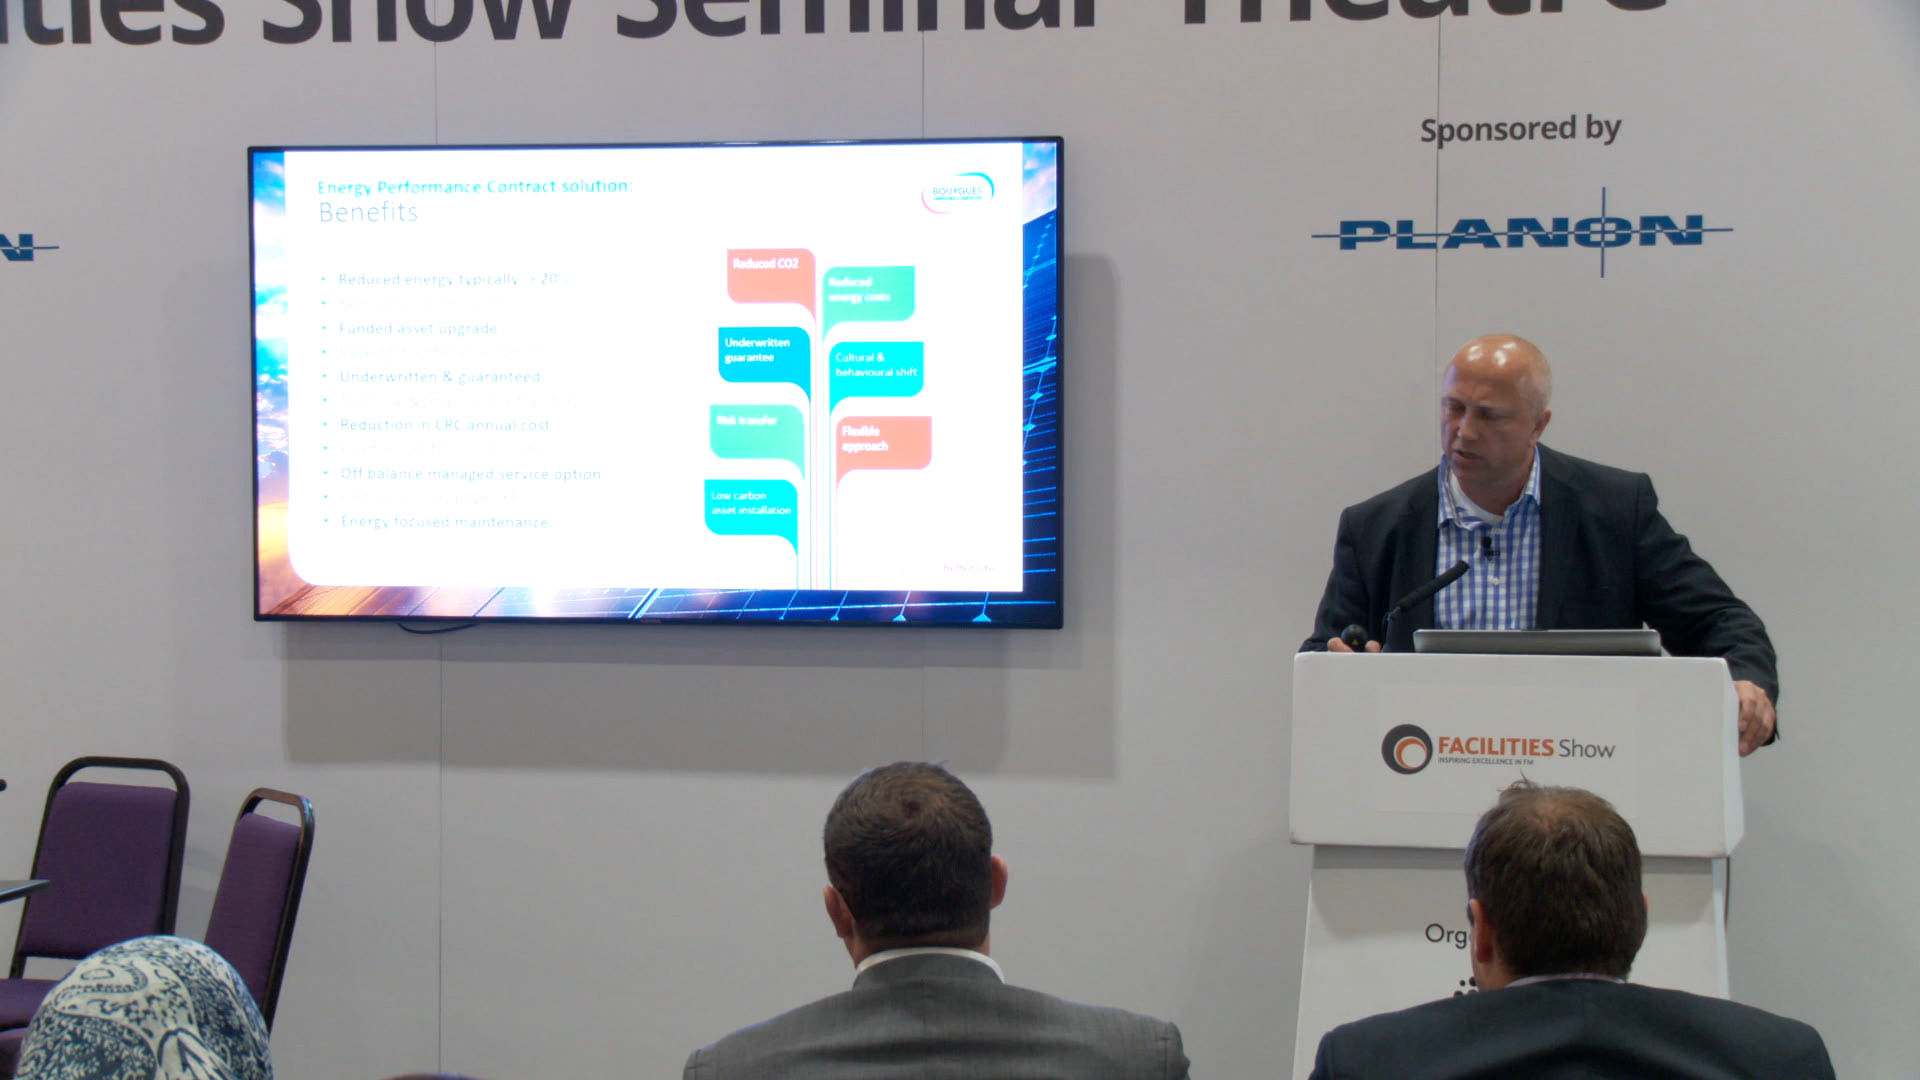 ities Show Seminar Theatre
Sponsored by
PLANON
N
Energy Performance Contract solution:
Benefits
BOUYGUES
• Reduced energy typically > 20%
• Funded asset upgrade
• Underwritten & guaranteed
• Reduction in CRC annual cost
• Off balance managed service option
• Energy focused maintenance
Reduced CO2
Reduced
energy costs
Underwritten
guarantee
Cultural &
behavioural shift
Risk transfer
Flexible
approach
Low carbon
asset installation
FACILITIES Show
INSPIRING EXCELLENCE IN FM
Org